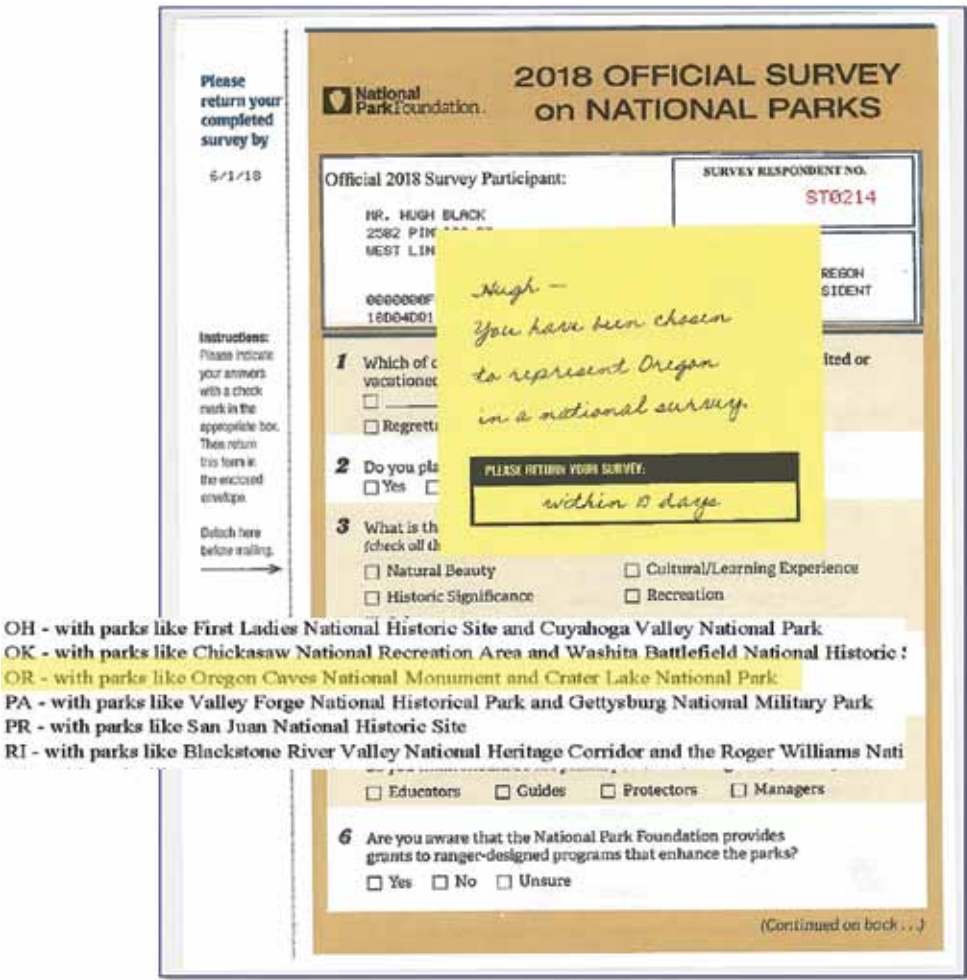 Please
return your
completed
survey by
6/1/18
Instructions:
Please indicate
your answers
with a check
mark in the
appropriate box.
Then return
this form in
the enclosed
envelope.
Detach here
before mailing.
National
ParkFoundation.
2018 OFFICIAL SURVEY
on NATIONAL PARKS
Official 2018 Survey Participant:
MR. HUGH BLACK
2582
WEST LIN
SURVEY RESPONDENT NO.
ST0214
Hugh —
You have been chosen
to represent Oregon
in a national survey.
PLEASE RETURN YOUR SURVEY:
within 10 days
1 Which of
vacationed
2 Do you
Yes
3 What is
(check all
Natural Beauty
Cultural/Learning Experience
Historic Significance
Recreation
OH - with parks like First Ladies National Historic Site and Cuyahoga Valley National Park
OK - with parks like Chickasaw National Recreation Area and Washita Battlefield National Historic
OR - with parks like Oregon Caves National Monument and Crater Lake National Park
PA - with parks like Valley Forge National Historical Park and Gettysburg National Military Park
PR - with parks like San Juan National Historic Site
RI - with parks like Blackstone River Valley National Heritage Corridor and the Roger Williams Nati
Educators Guides Protectors Managers
6 Are you aware that the National Park Foundation provides
grants to ranger-designed programs that enhance the parks?
Yes No Unsure
(Continued on back ...)